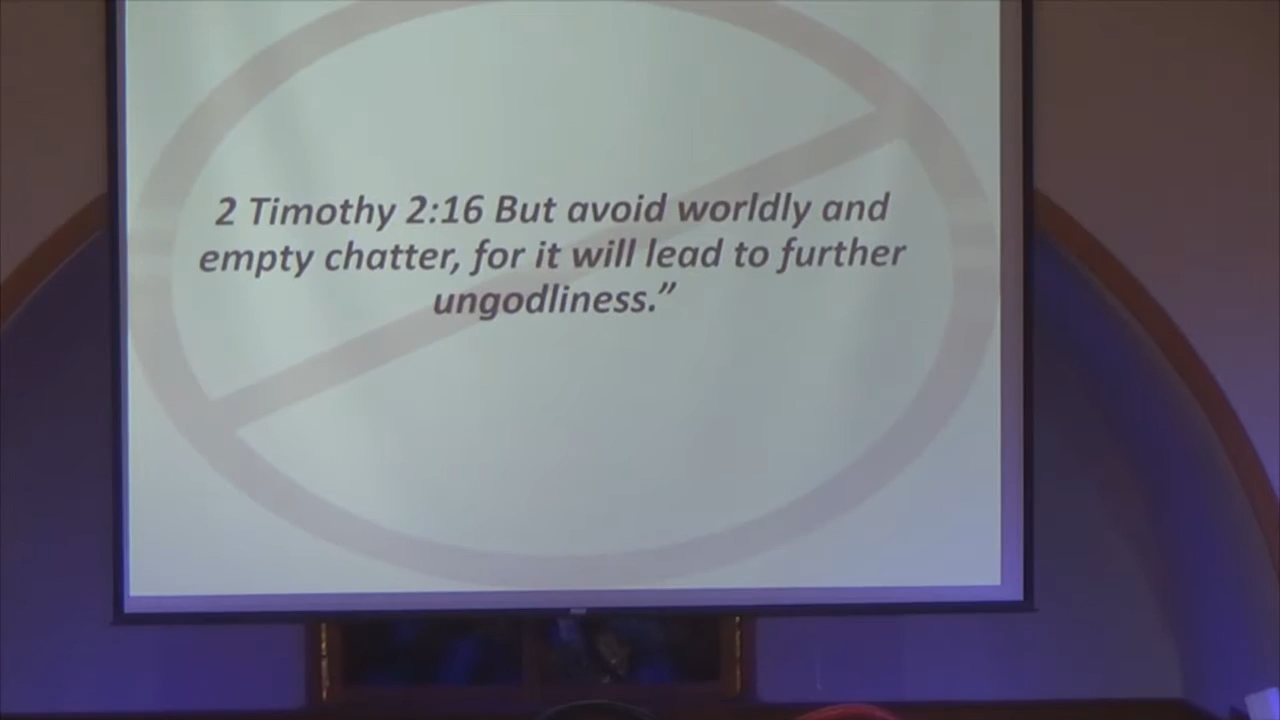 2 Timothy 2:16 But avoid worldly and
empty chatter, for it will lead to further
ungodliness.”